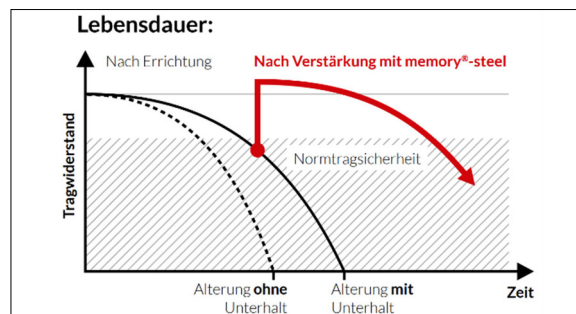 Lebensdauer:
Nach Errichtung
Nach Verstärkung mit memory®-steel
Tragwiderstand
Normtragsicherheit
Alterung ohne
Unterhalt
Alterung mit
Unterhalt
Zeit